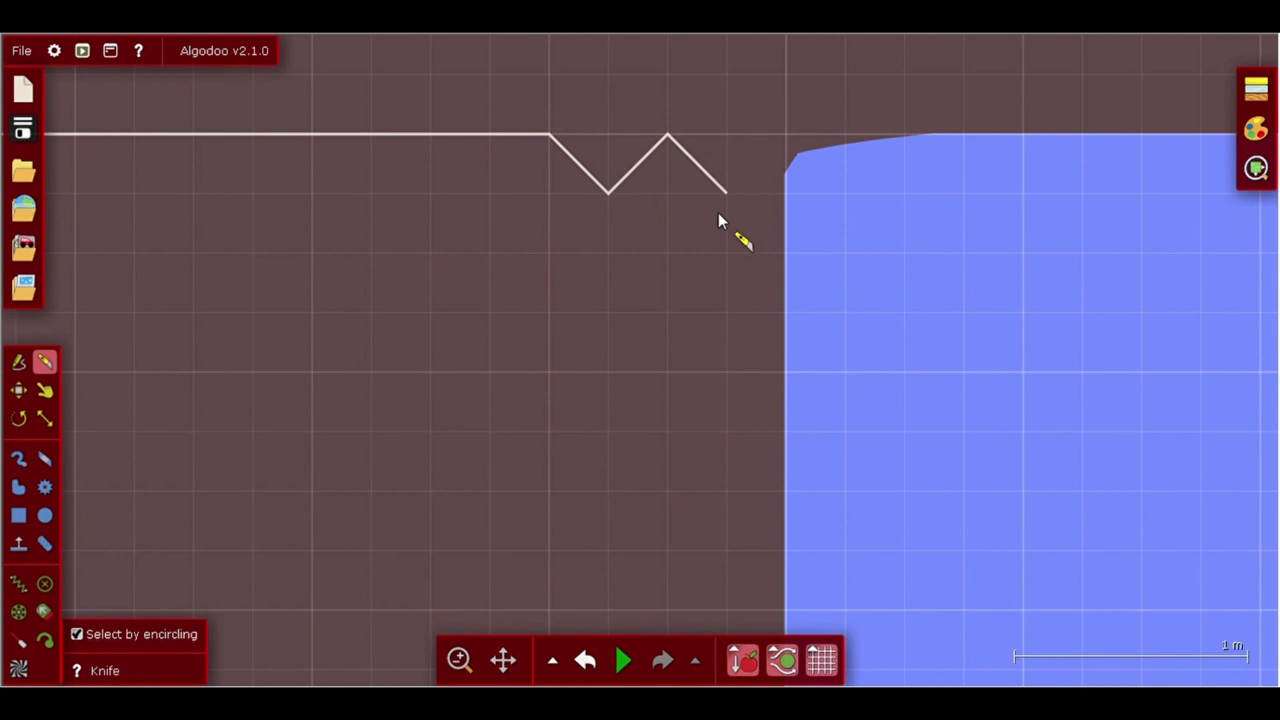 File ? Algodoo v2.1.0
Select by encircling
? Knife
1 m